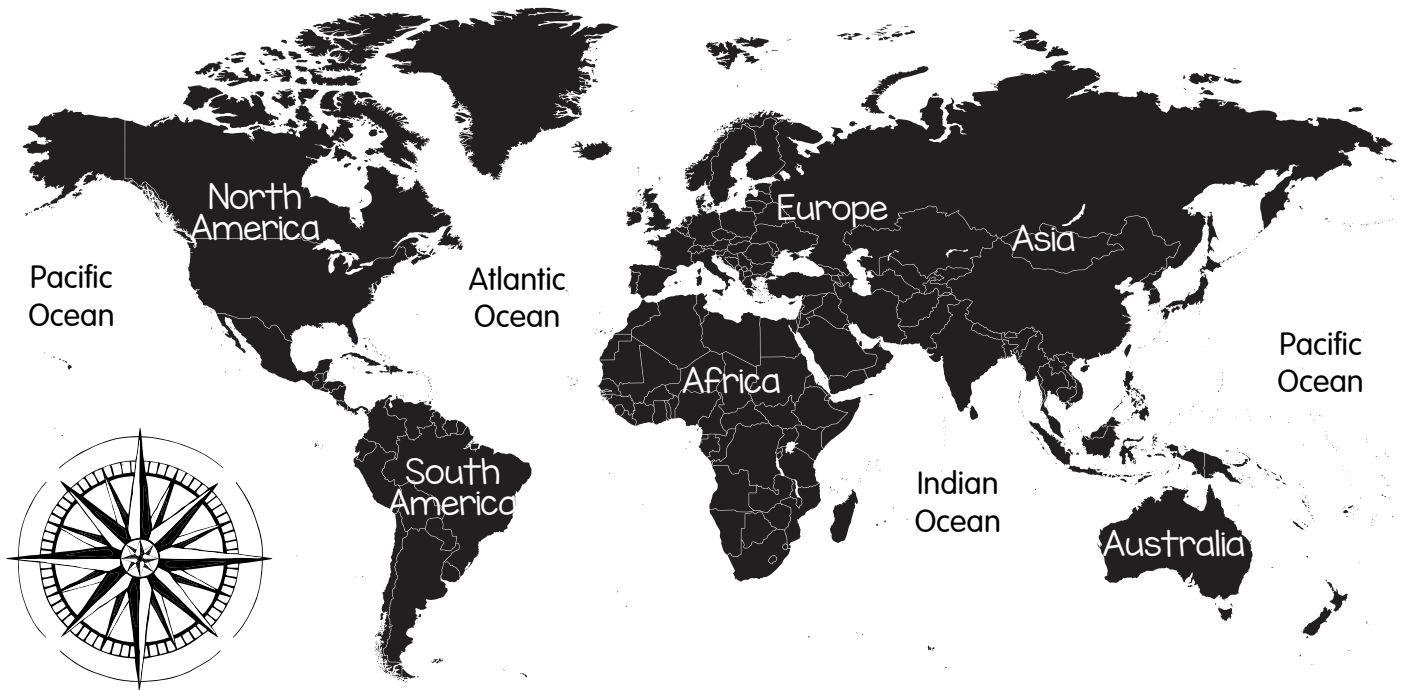 North
America
Europe
Asia
Pacific
Ocean
Atlantic
Ocean
Pacific
Ocean
Africa
South
America
Indian
Ocean
Australia